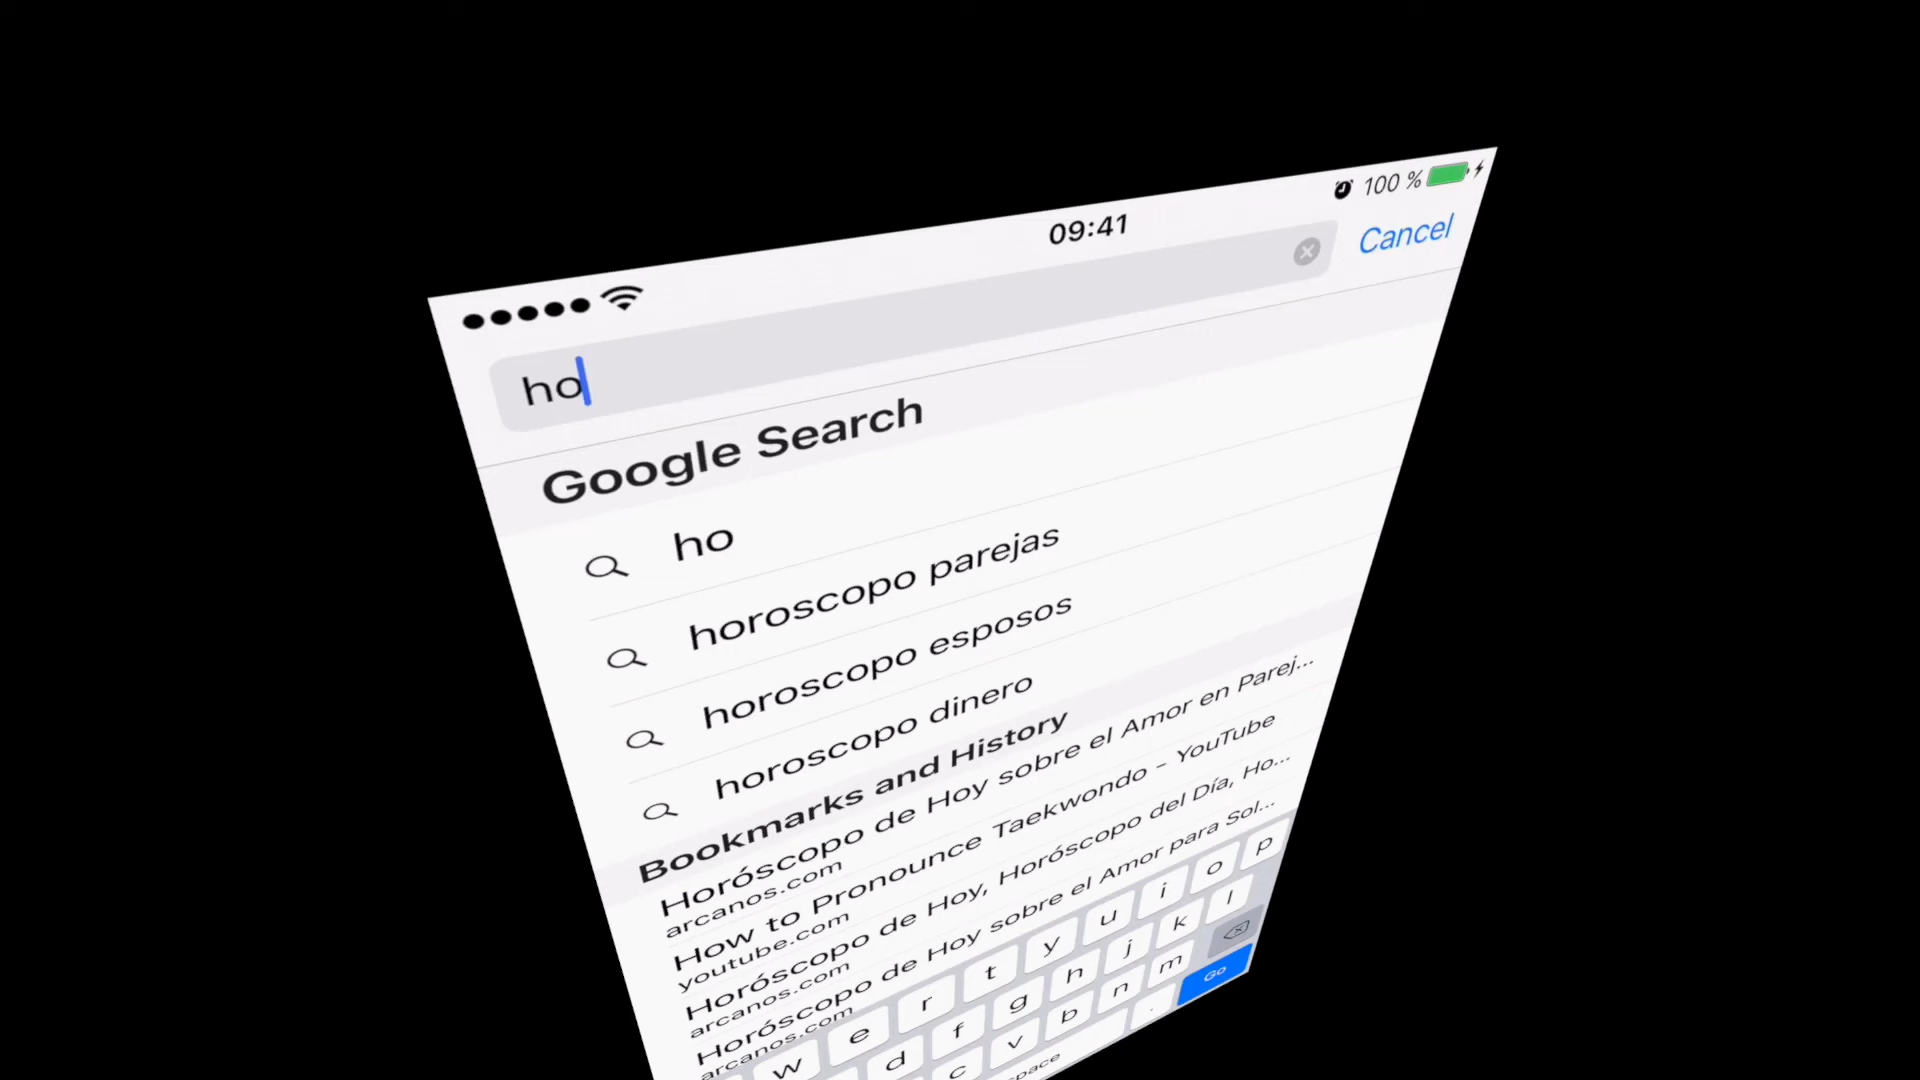 09:41
100 %
ho
Cancel
Google Search
ho
horoscopo parejas
horoscopo esposos
horoscopo dinero
Bookmarks and History
Horóscopo de Hoy sobre el Amor en Parej...
arcanos.com
How to Pronounce Taekwondo - YouTube
youtube.com
Horóscopo de Hoy, Horóscopo del Día, Ho...
arcanos.com
Horóscopo de Hoy sobre el Amor para Sol...
arcanos.com
w e r t y u i o p
d f g h j k l
c v b n m
space . Go